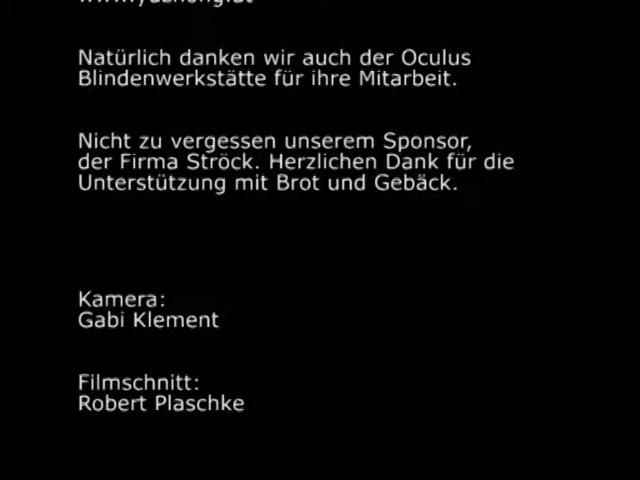 Natürlich danken wir auch der Oculus
Blindenwerkstätte für ihre Mitarbeit.
Nicht zu vergessen unserem Sponsor,
der Firma Ströck. Herzlichen Dank für die
Unterstützung mit Brot und Gebäck.
Kamera:
Gabi Klement
Filmschnitt:
Robert Plaschke